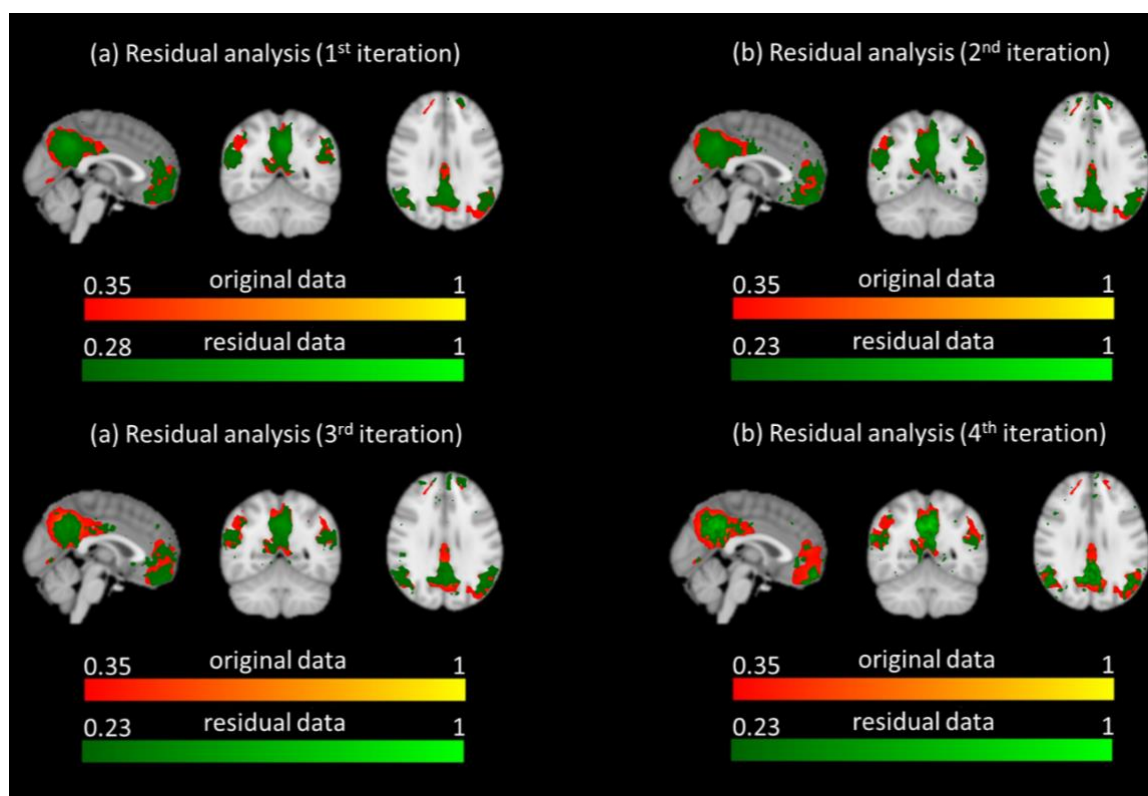 (a) Residual analysis (1st iteration)
(b) Residual analysis (2nd iteration)
0.35 original data 1
0.28 residual data 1
0.35 original data 1
0.23 residual data 1
(a) Residual analysis (3rd iteration)
(b) Residual analysis (4th iteration)
0.35 original data 1
0.23 residual data 1
0.35 original data 1
0.23 residual data 1